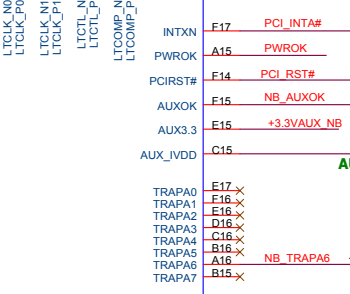 LTCLK_N0
LTCLK_P0
LTCLK_N1
LTCLK_P1
LTCTL_N
LTCTL_P
LTCOMP_N
LTCOMP_P
INTXN F17 PCI_INTA#
PWROK A15 PWROK
PCIRST# F14 PCI_RST#
AUXOK F15 NB_AUXOK
AUX3.3 E15 +3.3VAUX_NB
AUX_IVDD C15
TRAPA0 E17
TRAPA1 F16
TRAPA2 E16
TRAPA3 D16
TRAPA4 C16
TRAPA5 B16
TRAPA6 A16 NB_TRAPA6
TRAPA7 B15